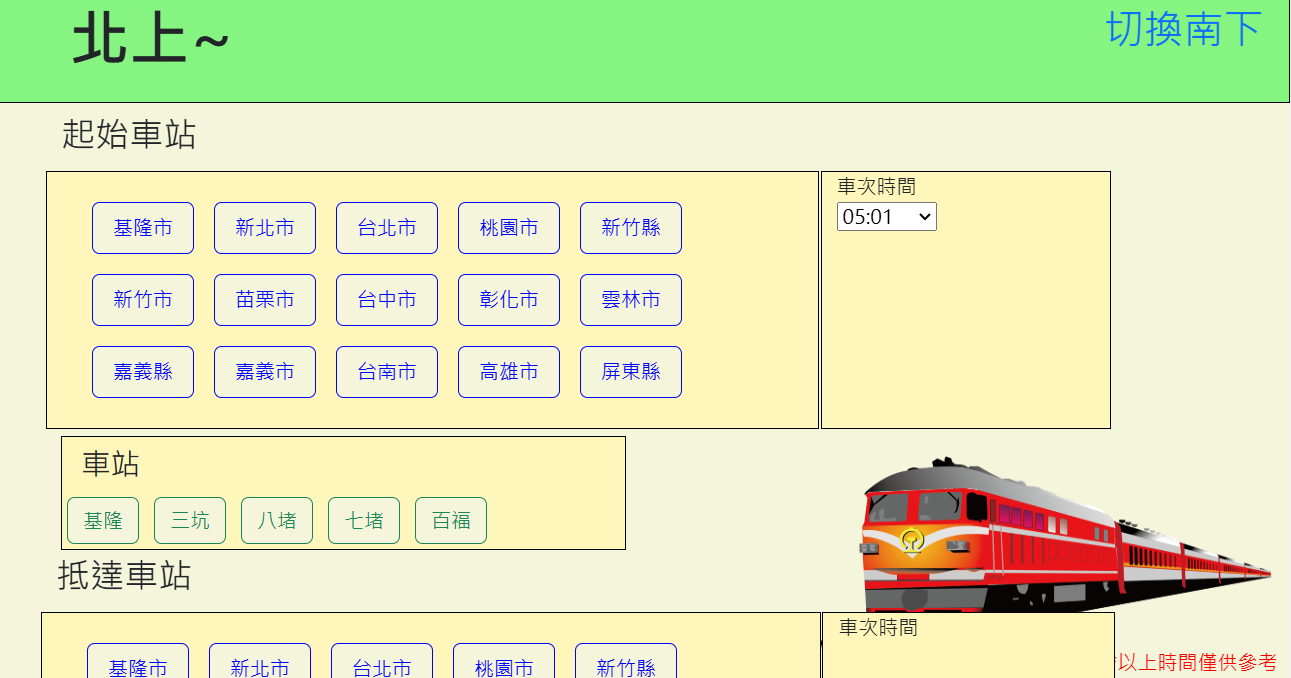 北上~
切換南下
起始車站
基隆市 新北市 台北市 桃園市 新竹縣
新竹市 苗栗市 台中市 彰化市 雲林市
嘉義縣 嘉義市 台南市 高雄市 屏東縣
車次時間
05:01
車站
基隆 三坑 八堵 七堵 百福
抵達車站
基隆市 新北市 台北市 桃園市 新竹縣
車次時間
以上時間僅供參考